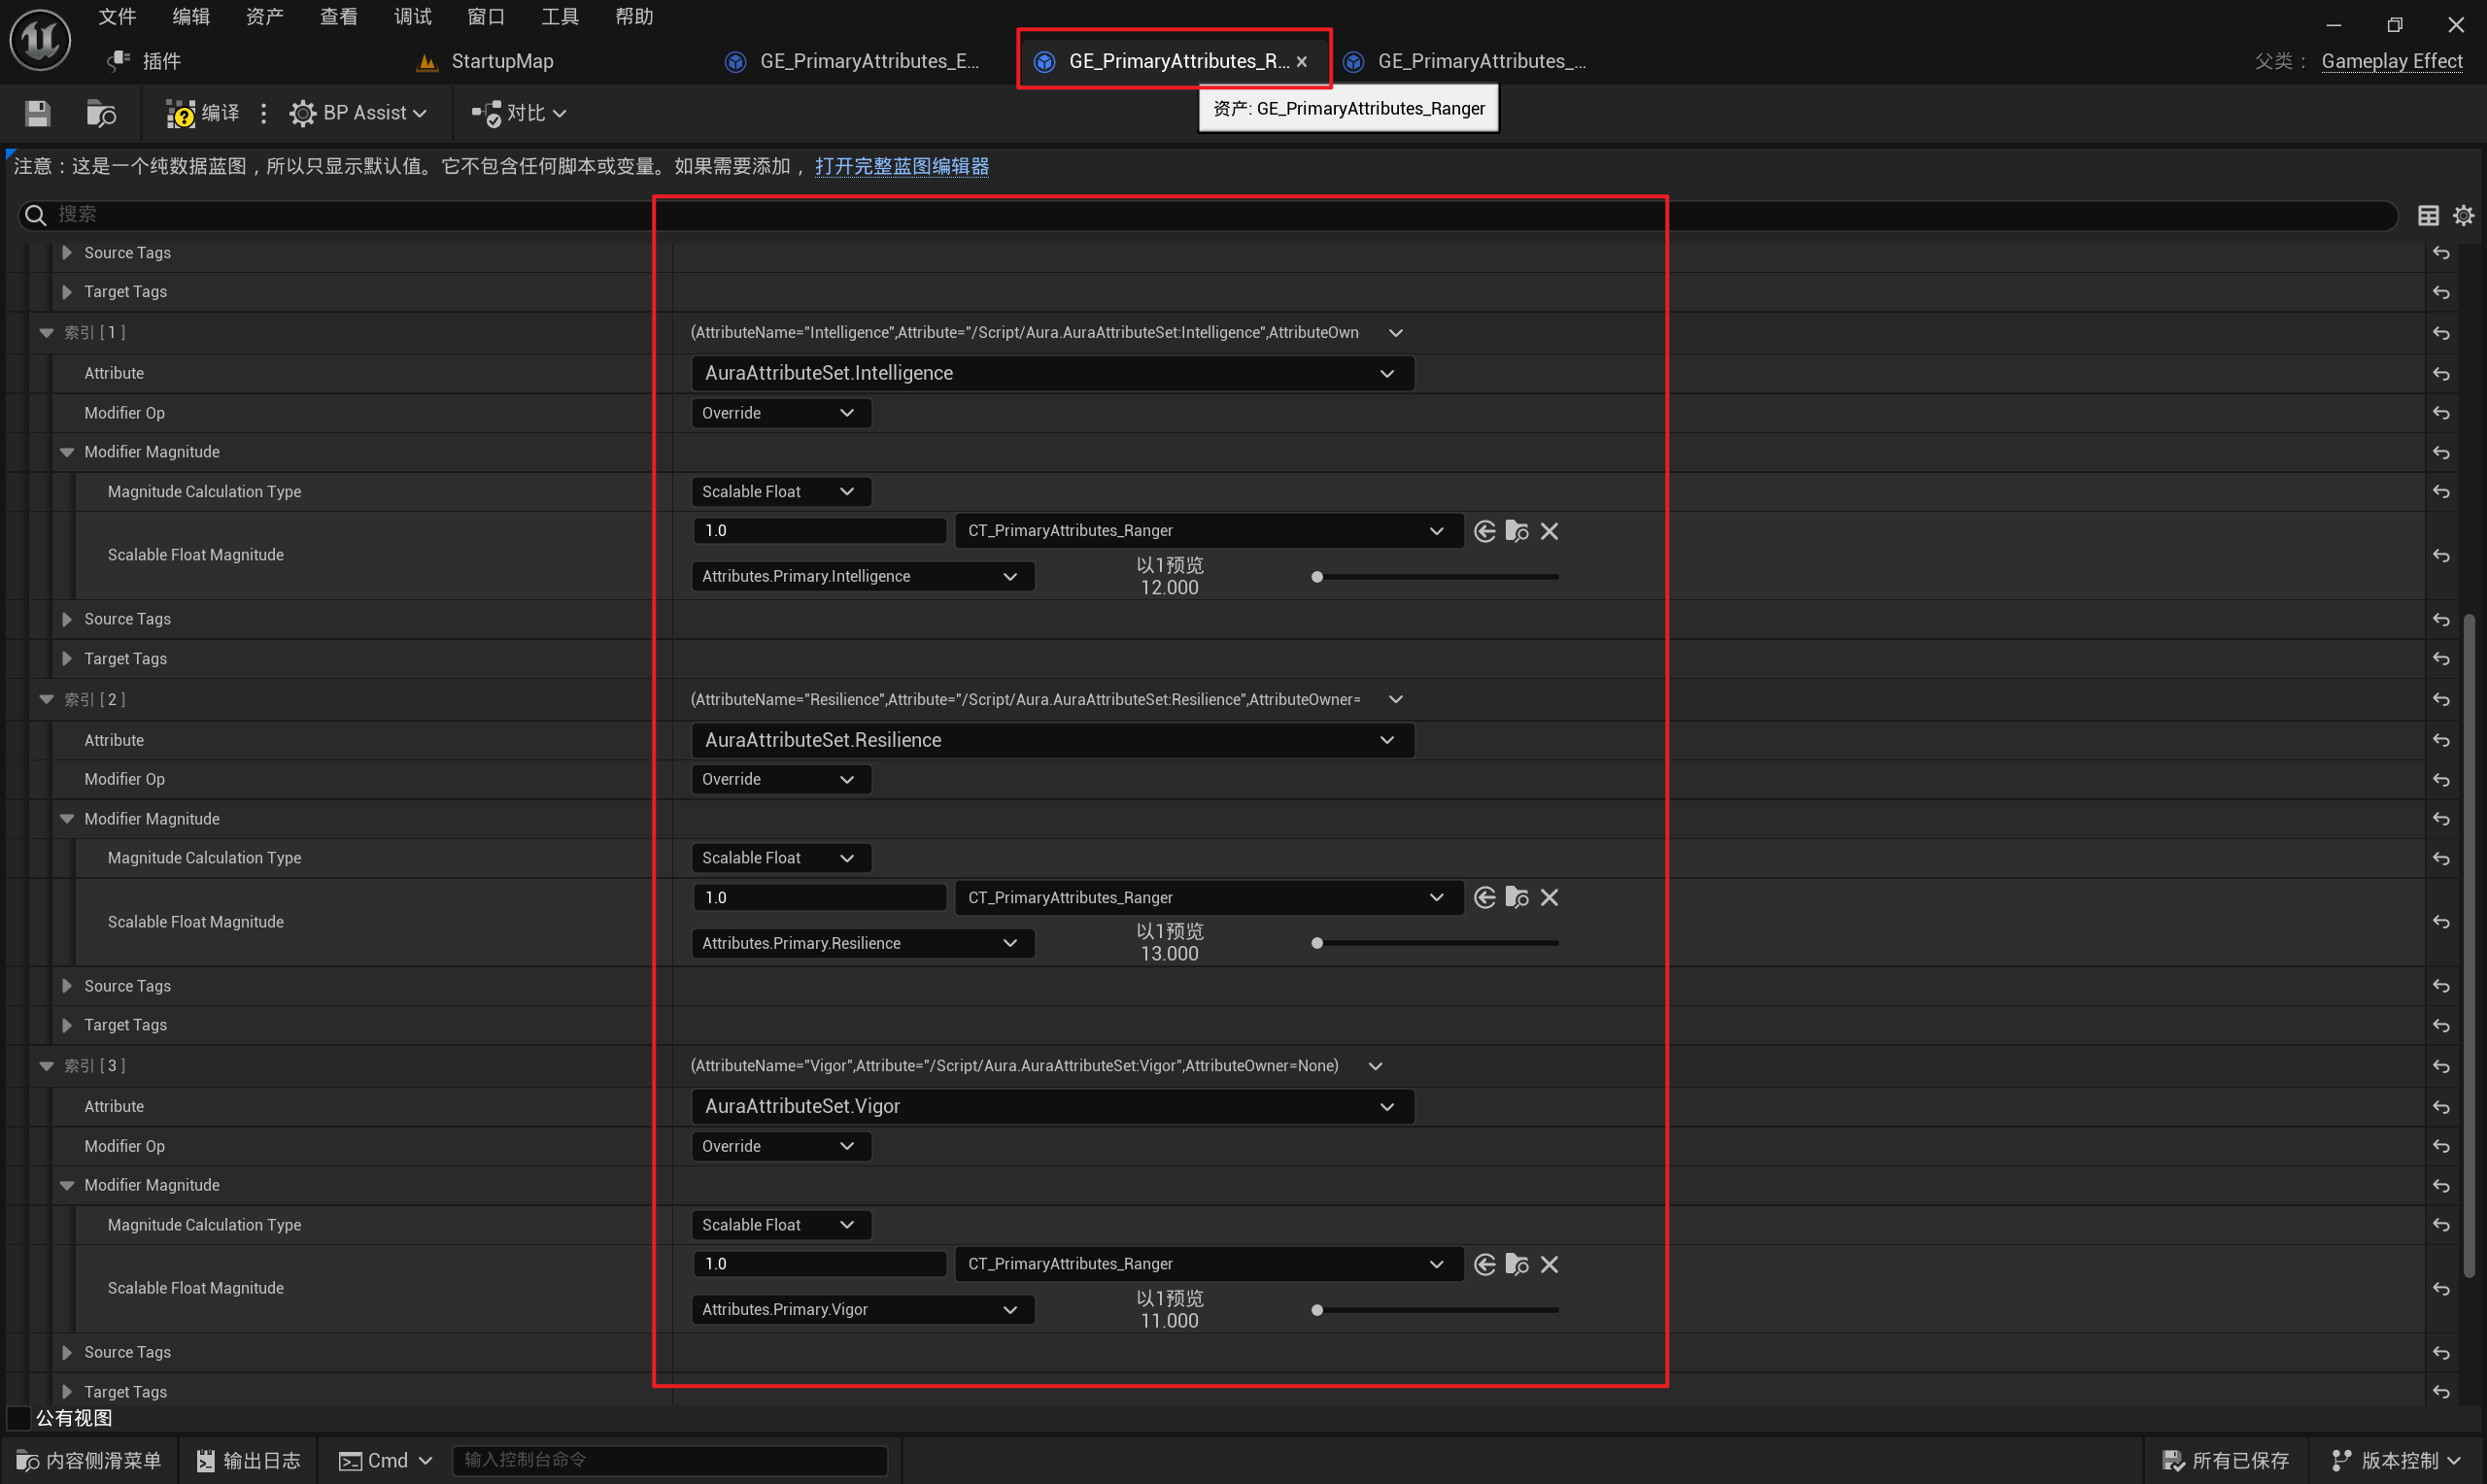 文件 编辑 资产 查看 调试 窗口 工具 帮助
插件 StartupMap GE_PrimaryAttributes_E... GE_PrimaryAttributes_R... GE_PrimaryAttributes_... 父类： Gameplay Effect
编译 BP Assist 对比
资产: GE_PrimaryAttributes_Ranger
注意：这是一个纯数据蓝图，所以只显示默认值。它不包含任何脚本或变量。如果需要添加， 打开完整蓝图编辑器
搜索
Source Tags
Target Tags
索引 [ 1 ] (AttributeName="Intelligence",Attribute="/Script/Aura.AuraAttributeSet:Intelligence",AttributeOwn
Attribute AuraAttributeSet.Intelligence
Modifier Op Override
Modifier Magnitude
Magnitude Calculation Type Scalable Float
1.0 CT_PrimaryAttributes_Ranger
Scalable Float Magnitude
Attributes.Primary.Intelligence 以1预览
12.000
Source Tags
Target Tags
索引 [ 2 ] (AttributeName="Resilience",Attribute="/Script/Aura.AuraAttributeSet:Resilience",AttributeOwner=
Attribute AuraAttributeSet.Resilience
Modifier Op Override
Modifier Magnitude
Magnitude Calculation Type Scalable Float
1.0 CT_PrimaryAttributes_Ranger
Scalable Float Magnitude
Attributes.Primary.Resilience 以1预览
13.000
Source Tags
Target Tags
索引 [ 3 ] (AttributeName="Vigor",Attribute="/Script/Aura.AuraAttributeSet:Vigor",AttributeOwner=None)
Attribute AuraAttributeSet.Vigor
Modifier Op Override
Modifier Magnitude
Magnitude Calculation Type Scalable Float
1.0 CT_PrimaryAttributes_Ranger
Scalable Float Magnitude
Attributes.Primary.Vigor 以1预览
11.000
Source Tags
Target Tags
公有视图
内容侧滑菜单 输出日志 Cmd 输入控制台命令 所有已保存 版本控制